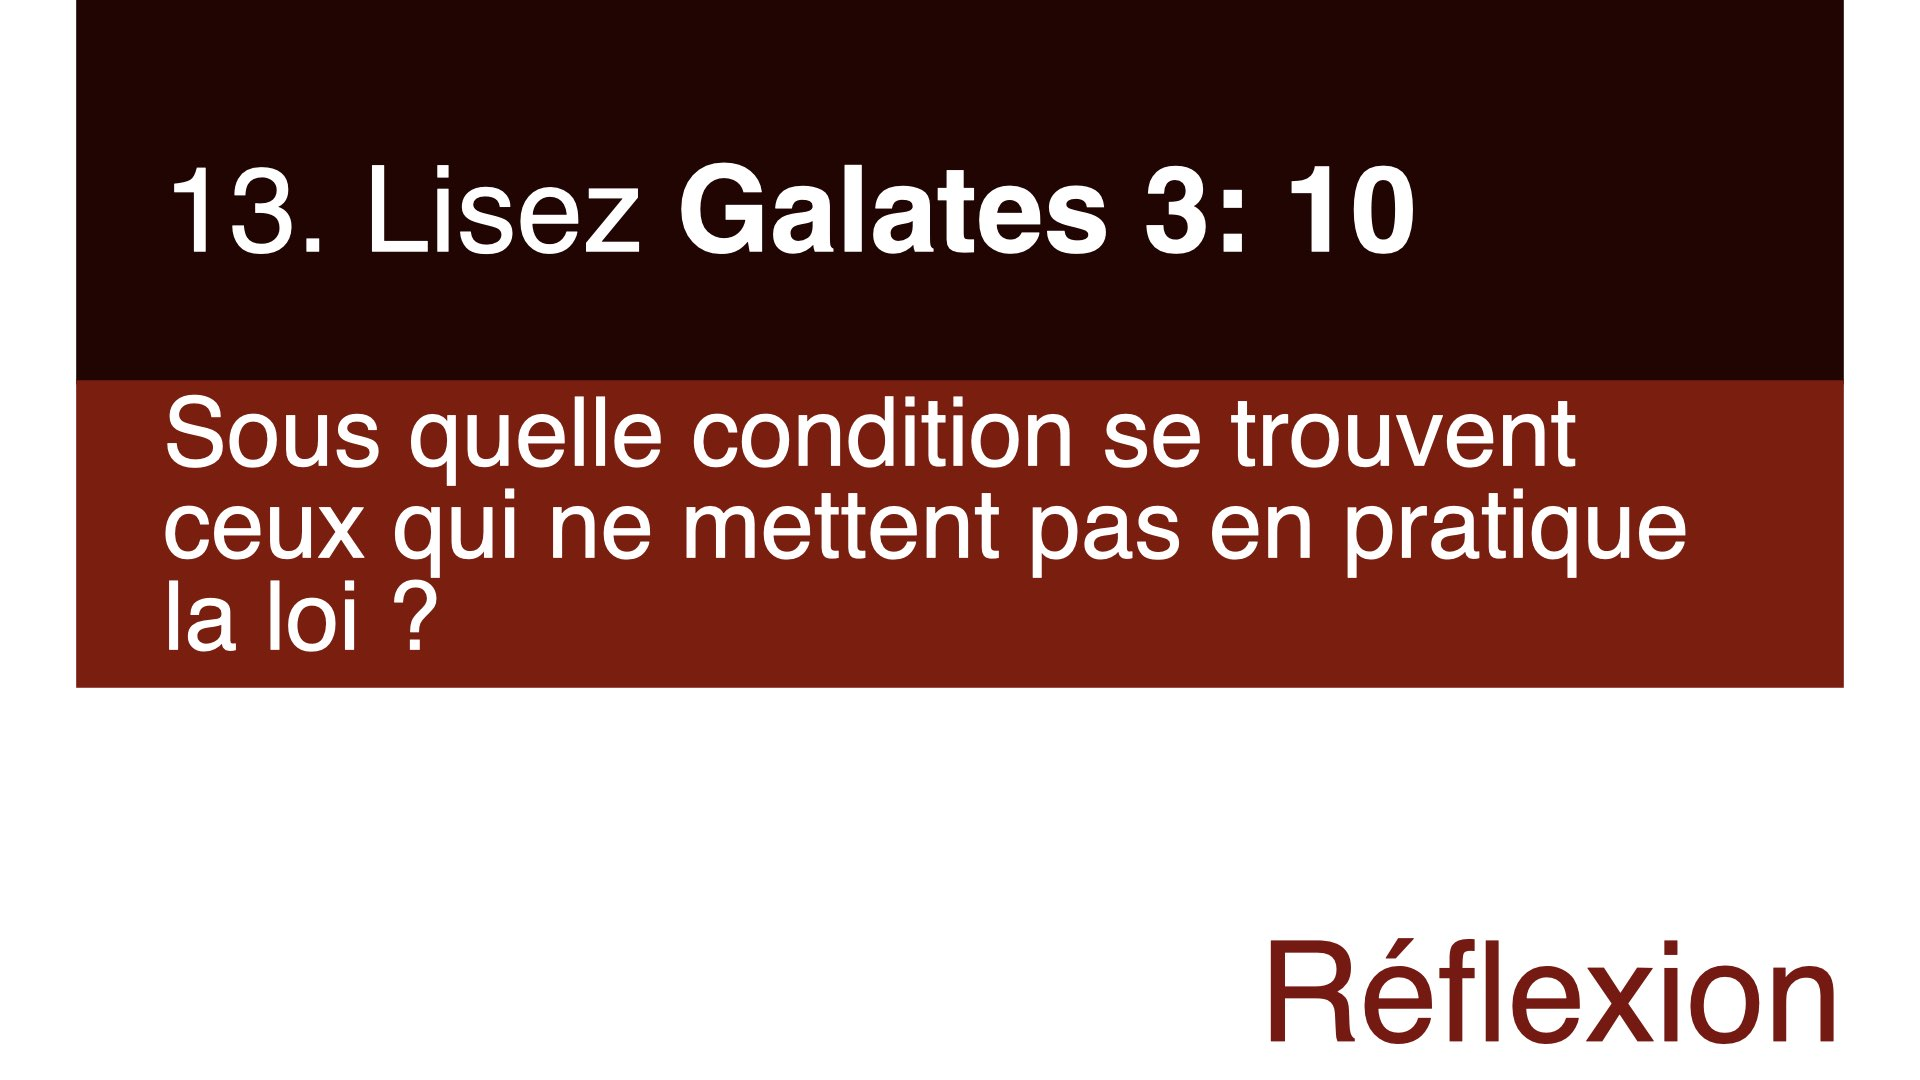 13. Lisez Galates 3: 10
Sous quelle condition se trouvent
ceux qui ne mettent pas en pratique
la loi ?
Réflexion